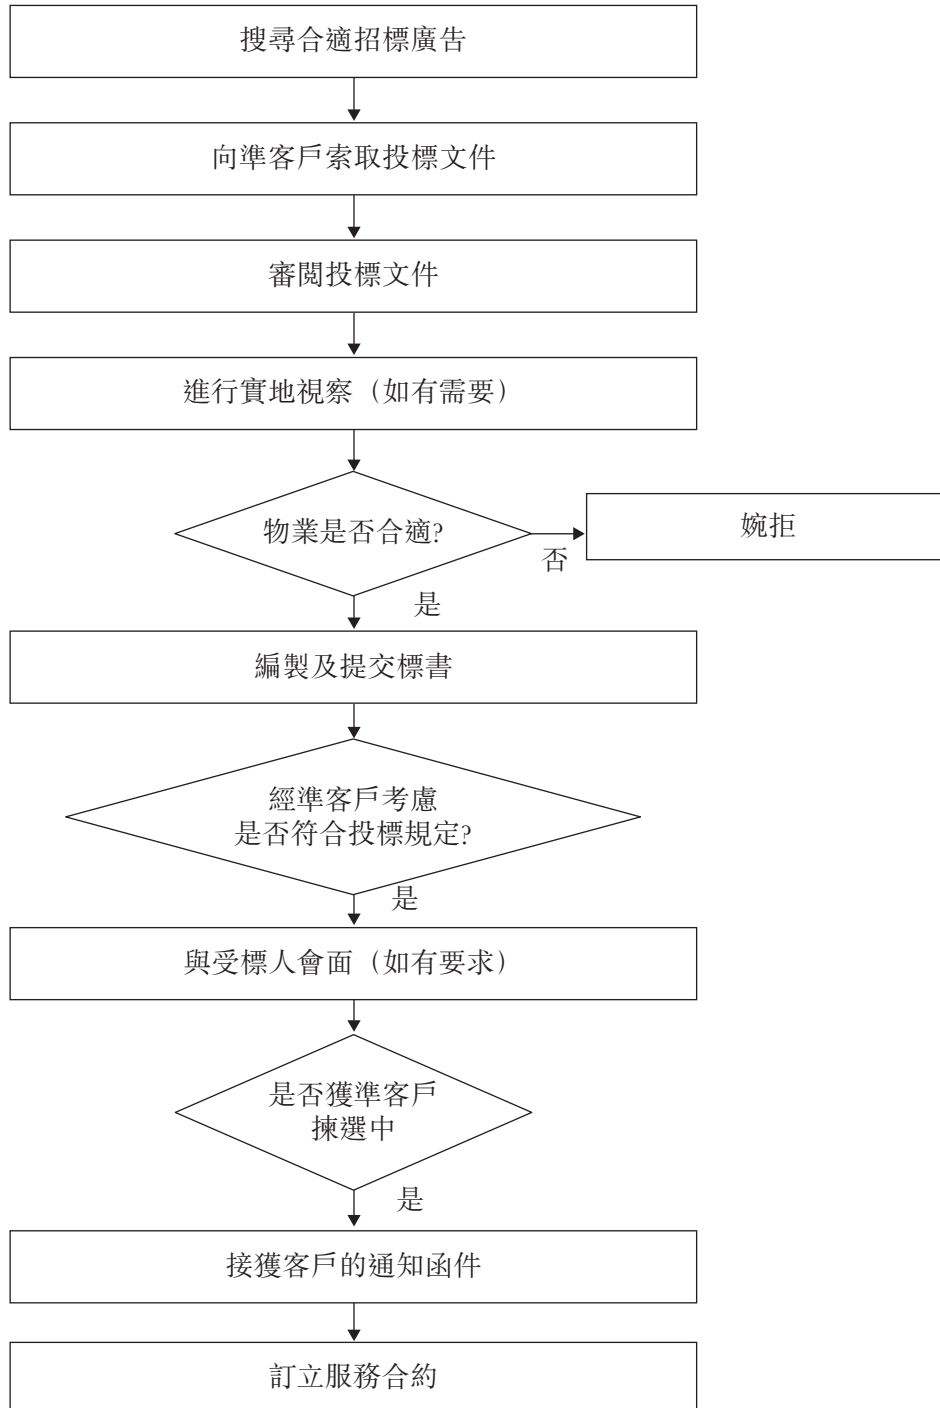 搜尋合適招標廣告
向準客戶索取投標文件
審閱投標文件
進行實地視察（如有需要）
物業是否合適?
婉拒
否
是
編製及提交標書
經準客戶考慮
是否符合投標規定?
是
與受標人會面（如有要求）
是否獲準客戶
揀選中
是
接獲客戶的通知函件
訂立服務合約